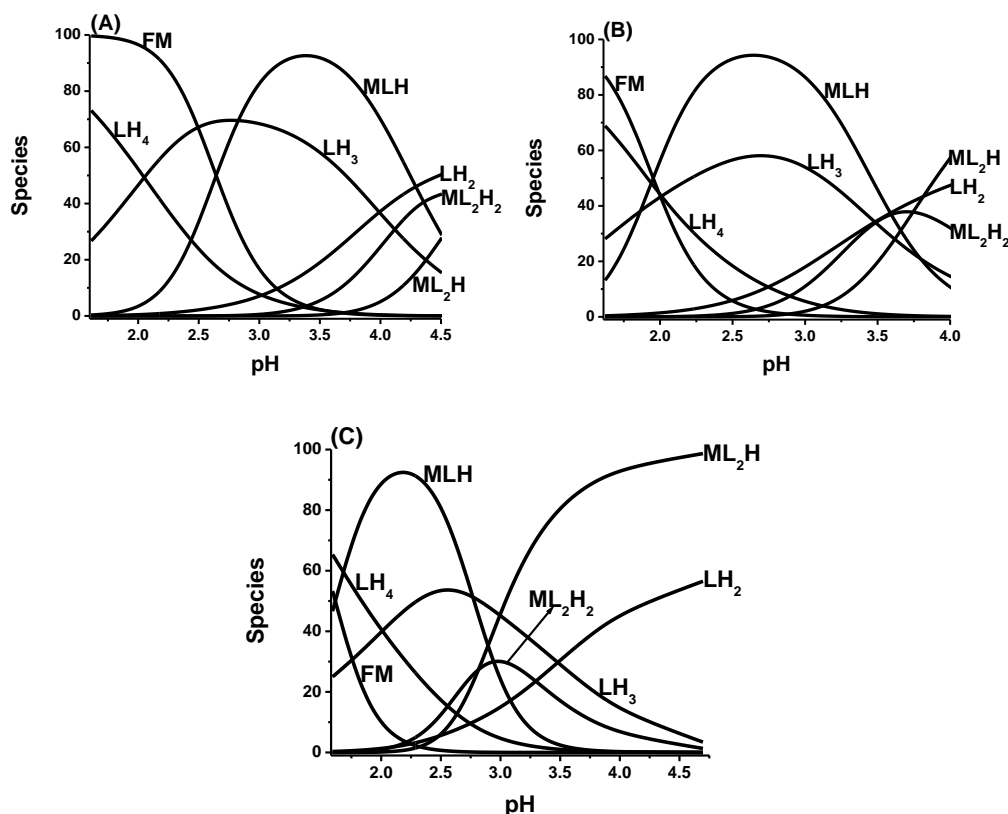 (A)
Species
100
80
60
40
20
0
FM
LH₄
MLH
LH₃
LH₂
ML₂H₂
ML₂H
2.0 2.5 3.0 3.5 4.0 4.5
pH
(B)
Species
100
80
60
40
20
0
FM
MLH
LH₃
LH₄
ML₂H
LH₂
ML₂H₂
2.0 2.5 3.0 3.5 4.0
pH
(C)
Species
100
80
60
40
20
0
MLH
ML₂H
LH₄
ML₂H₂
LH₂
FM
LH₃
2.0 2.5 3.0 3.5 4.0 4.5
pH